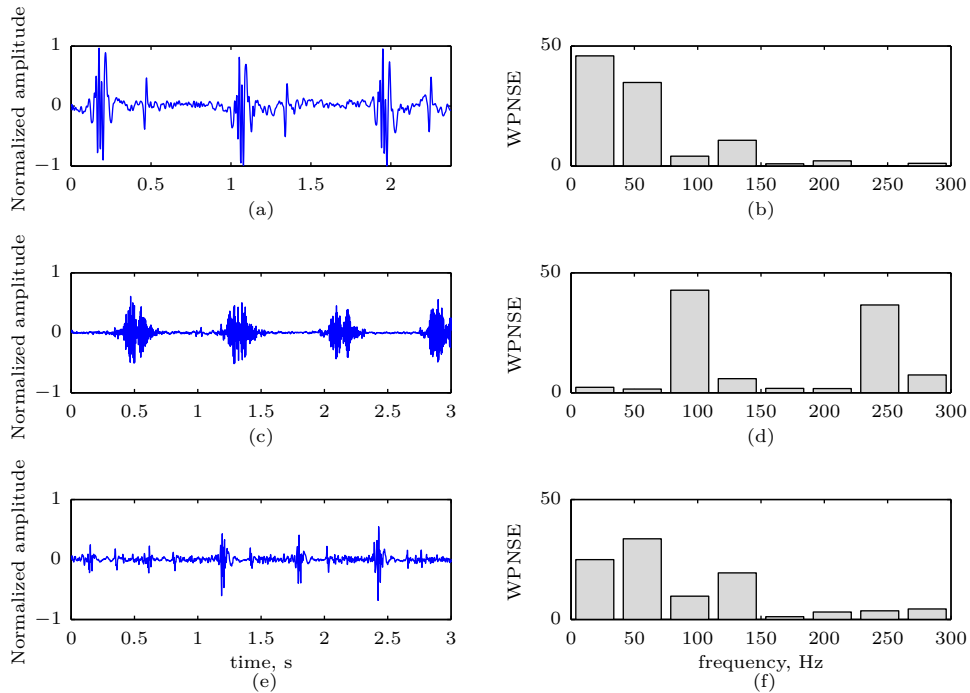 Normalized amplitude
1
0
−1
0 0.5 1 1.5 2
(a)
WPNSE
50
0
0 50 100 150 200 250 300
(b)
Normalized amplitude
1
0
−1
0 0.5 1 1.5 2 2.5 3
(c)
WPNSE
50
0
0 50 100 150 200 250 300
(d)
Normalized amplitude
1
0
−1
0 0.5 1 1.5 2 2.5 3
time, s
(e)
WPNSE
50
0
0 50 100 150 200 250 300
frequency, Hz
(f)